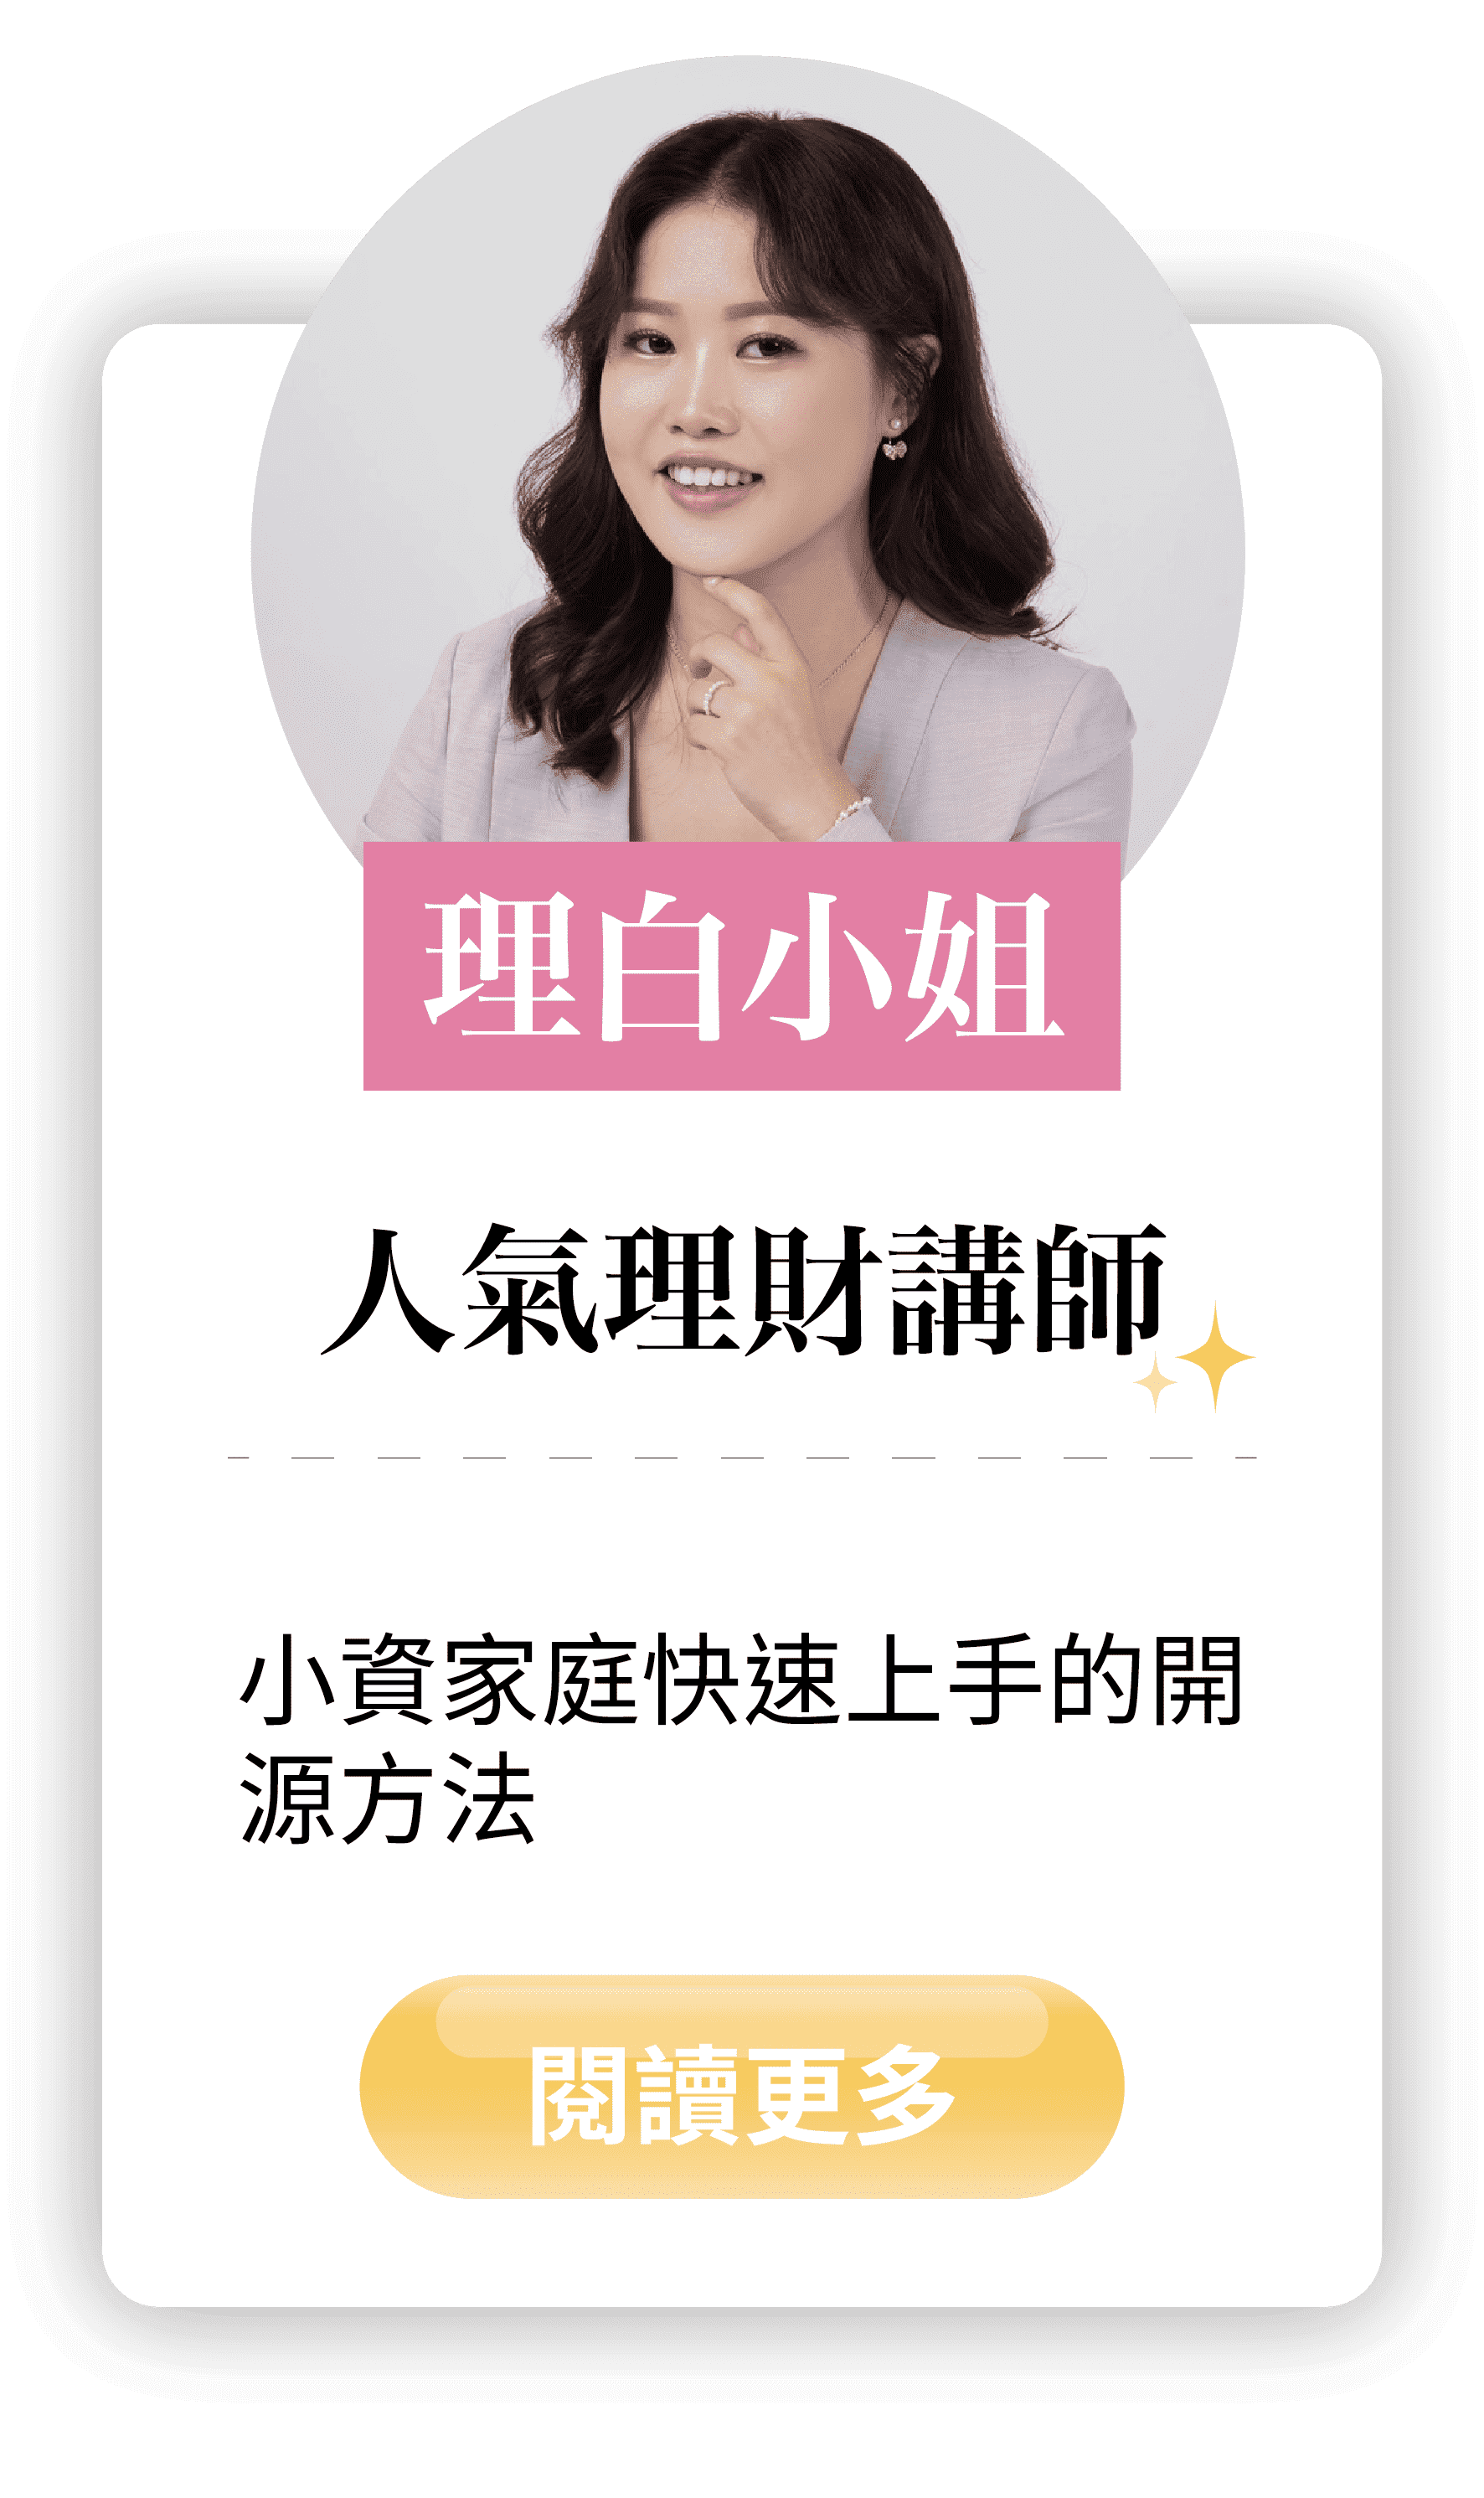 理白小姐
人氣理財講師
小資家庭快速上手的開
源方法
閱讀更多